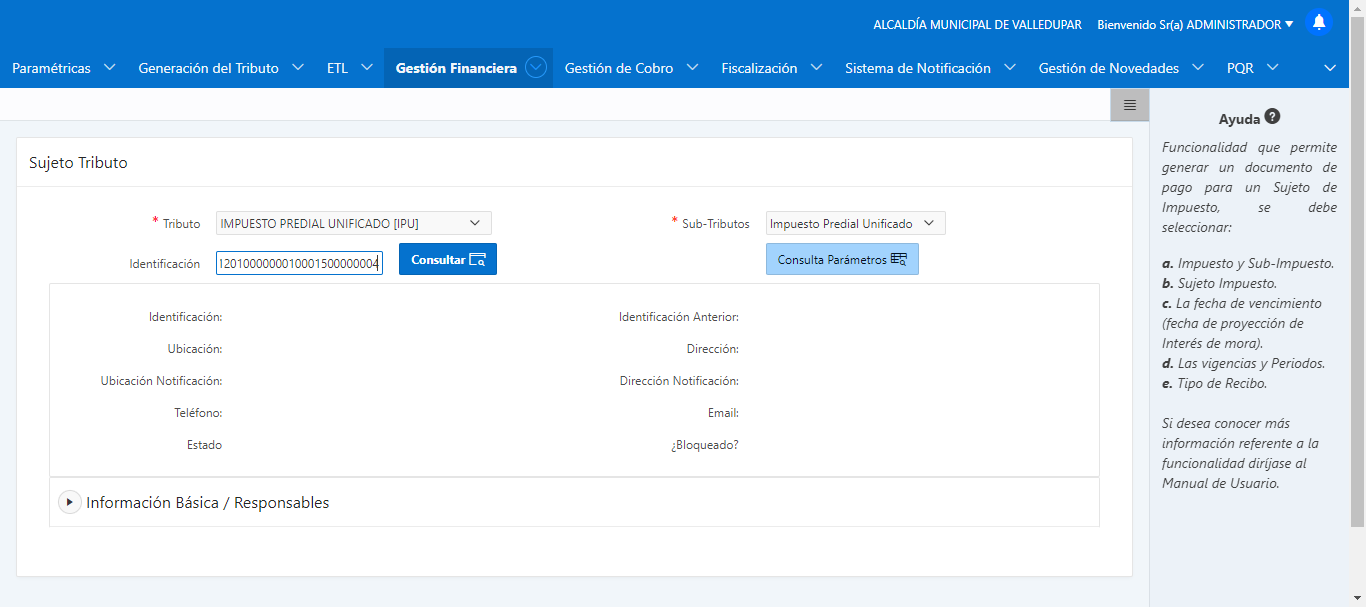 ALCALDÍA MUNICIPAL DE VALLEDUPAR Bienvenido Sr(a) ADMINISTRADOR
Paramétricas Generación del Tributo ETL Gestión Financiera Gestión de Cobro Fiscalización Sistema de Notificación Gestión de Novedades PQR
Sujeto Tributo
* Tributo IMPUESTO PREDIAL UNIFICADO [IPU] * Sub-Tributos Impuesto Predial Unificado
Identificación 1201000000010001500000004 Consultar Consulta Parámetros
Identificación: Identificación Anterior:
Ubicación: Dirección:
Ubicación Notificación: Dirección Notificación:
Teléfono: Email:
Estado ¿Bloqueado?
Información Básica / Responsables
Ayuda ?
Funcionalidad que permite
generar un documento de
pago para un Sujeto de
Impuesto, se debe
seleccionar:
a. Impuesto y Sub-Impuesto.
b. Sujeto Impuesto.
c. La fecha de vencimiento
(fecha de proyección de
Interés de mora).
d. Las vigencias y Periodos.
e. Tipo de Recibo.
Si desea conocer más
información referente a la
funcionalidad diríjase al
Manual de Usuario.